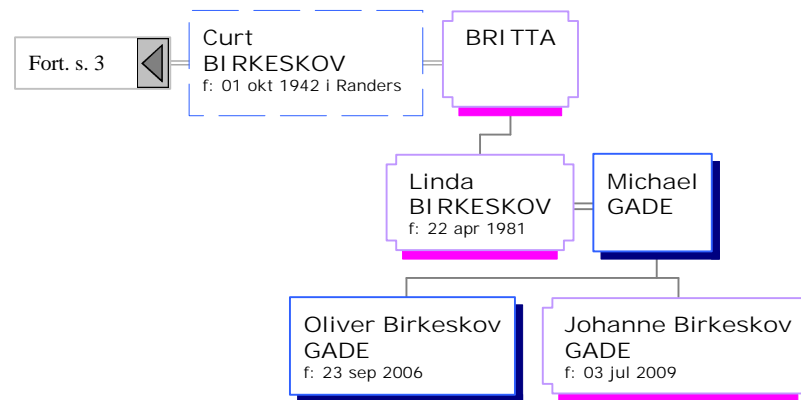 Fort. s. 3
Curt
BIRKESKOV
f: 01 okt 1942 i Randers
BRITTA
Linda
BIRKESKOV
f: 22 apr 1981
Michael
GADE
Oliver Birkeskov
GADE
f: 23 sep 2006
Johanne Birkeskov
GADE
f: 03 jul 2009